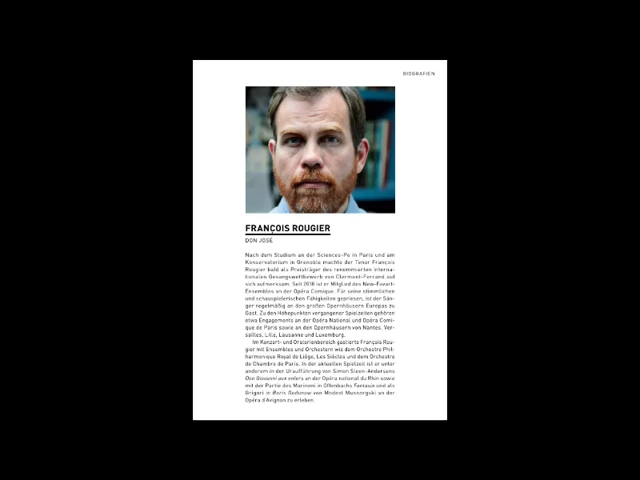 BIOGRAFIEN
FRANÇOIS ROUGIER
DON JOSÉ
Nach dem Studium an der Sciences-Po in Paris und am
Konservatorium in Grenoble machte der Tenor François
Rougier bald als Preisträger des renommierten interna-
tionalen Gesangswettbewerb von Clermont-Ferrand auf
sich aufmerksam. Seit 2018 ist er Mitglied des New-Favart-
Ensembles an der Opéra Comique. Für seine stimmlichen
und schauspielerischen Fähigkeiten gepriesen, ist der Sän-
ger regelmäßig an den großen Opernhäusern Europas zu
Gast. Zu den Höhepunkten vergangener Spielzeiten gehören
etwa Engagements an der Opéra National und Opéra Comi-
que de Paris sowie an den Opernhäusern von Nantes, Ver-
sailles, Lille, Lausanne und Luxemburg.
Im Konzert- und Oratorienbereich gastierte François Rou-
gier mit Ensembles und Orchestern wie dem Orchestre Phil-
harmonique Royal de Liège, Les Siècles und dem Orchestre
de Chambre de Paris. In der aktuellen Spielzeit ist er unter
anderem in der Uraufführung von Simon Steen-Andersens
Don Giovanni aux enfers an der Opéra national du Rhin sowie
mit der Partie des Marinoni in Offenbachs Fantasio und als
Grigori in Boris Godunow von Modest Mussorgski an der
Opéra d'Avignon zu erleben.